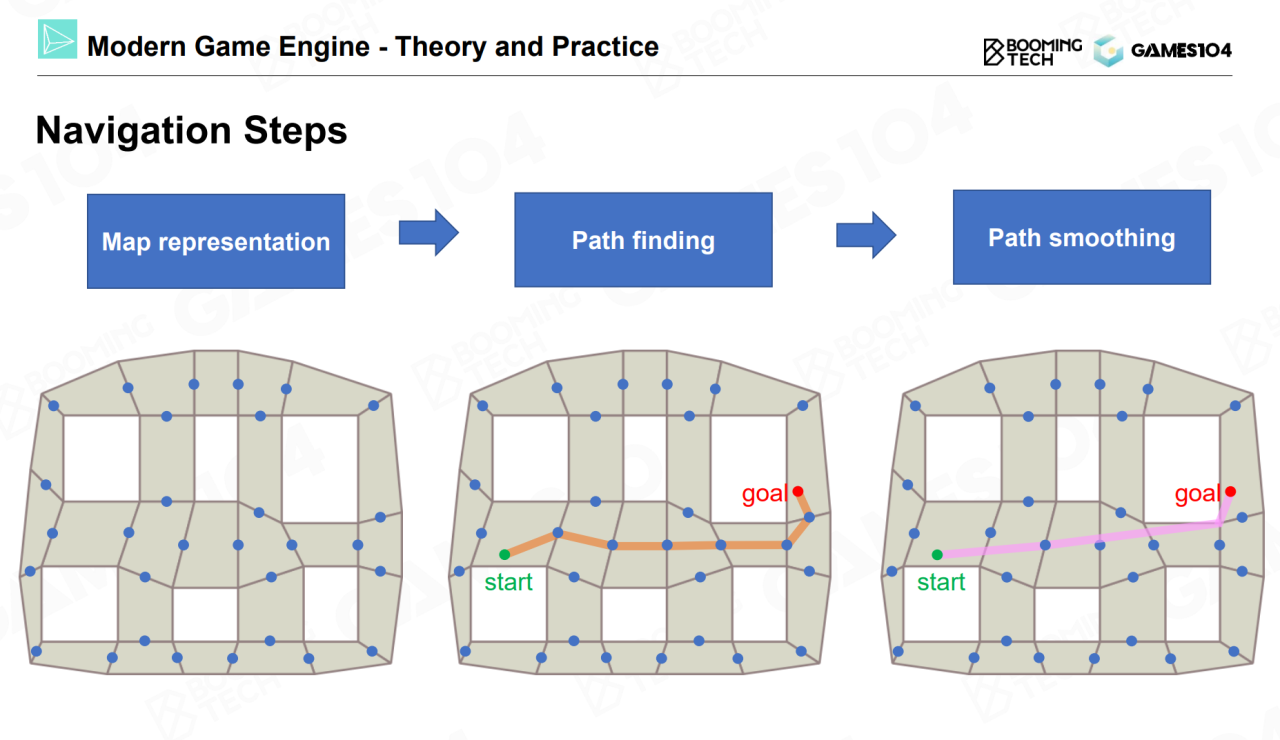 Modern Game Engine - Theory and Practice
BOOMING
TECH
GAMES104
Navigation Steps
Map representation
Path finding
Path smoothing
goal
start
goal
start